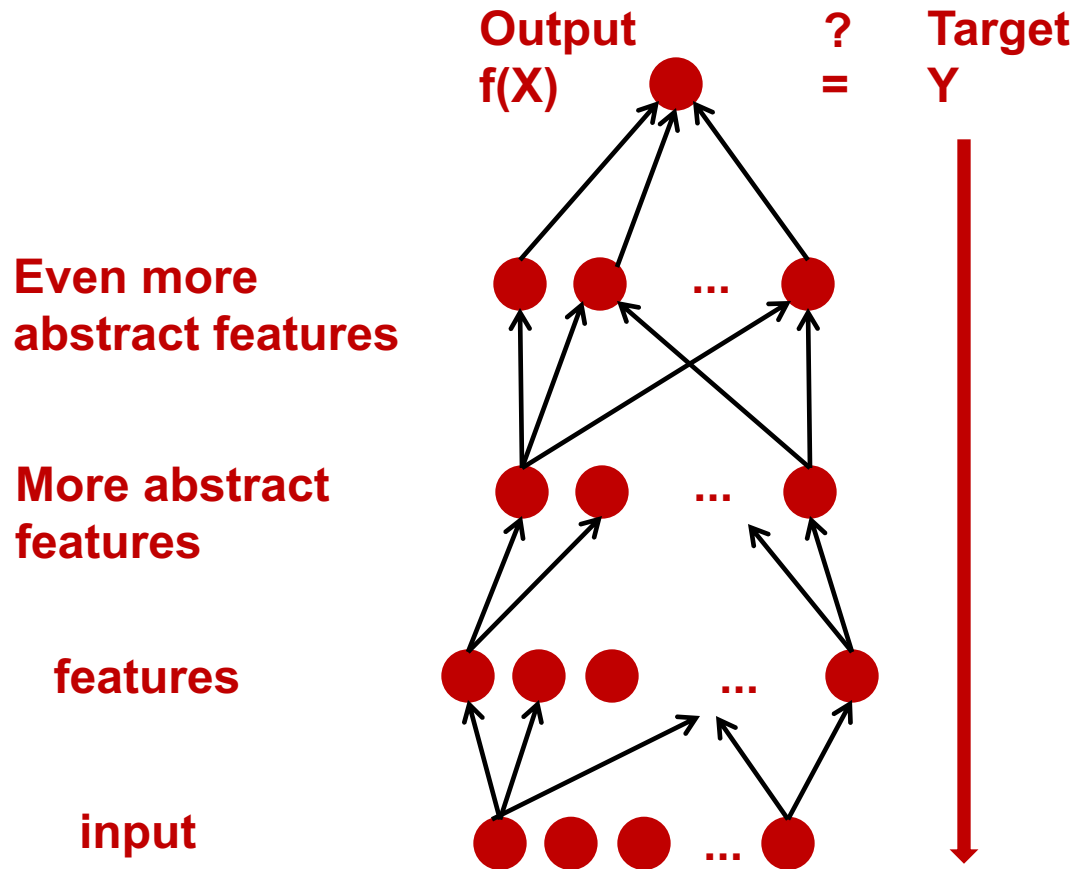 Output ? Target
f(X) = Y
Even more
abstract features
...
More abstract
features
...
features
...
input
...